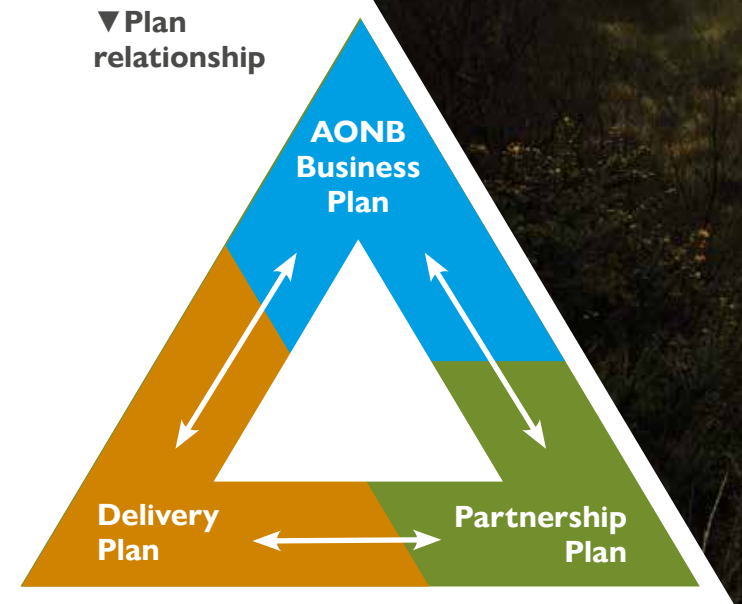 ▼Plan
relationship
AONB
Business
Plan
Delivery
Plan
Partnership
Plan